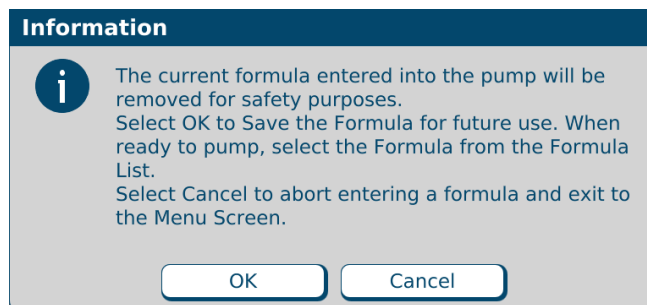 Information
The current formula entered into the pump will be
removed for safety purposes.
Select OK to Save the Formula for future use. When
ready to pump, select the Formula from the Formula
List.
Select Cancel to abort entering a formula and exit to
the Menu Screen.
OK
Cancel